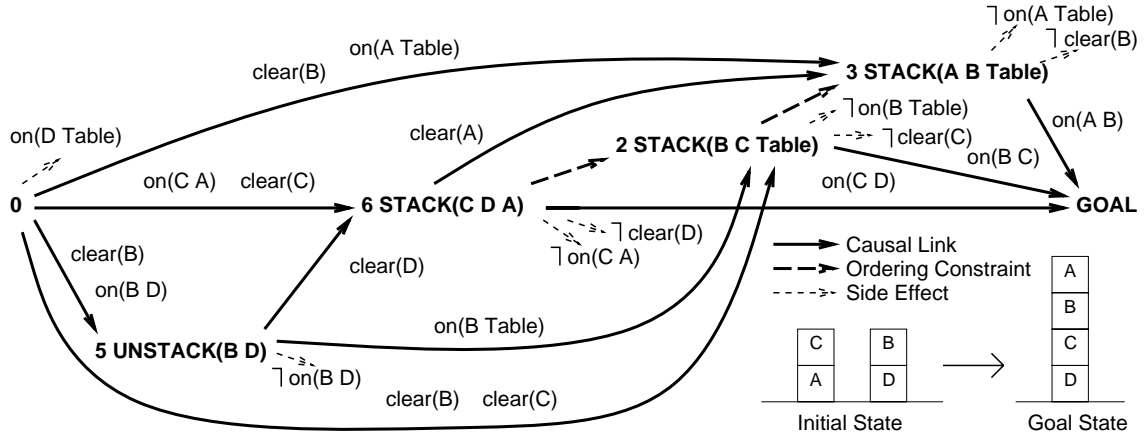 ⌉ on(A Table)
⌉ clear(B)
on(A Table)
clear(B)
3 STACK(A B Table)
on(D Table)
clear(A)
⌉ on(B Table)
⌉ clear(C)
on(A B)
2 STACK(B C Table)
on(B C)
on(C A) clear(C)
on(C D)
0
6 STACK(C D A)
GOAL
⌉ clear(D)
⌉ on(C A)
clear(B)
on(B D)
clear(D)
Causal Link
Ordering Constraint
Side Effect
on(B Table)
5 UNSTACK(B D)
⌉ on(B D)
clear(B) clear(C)
C B
A D
Initial State
A
B
C
D
Goal State